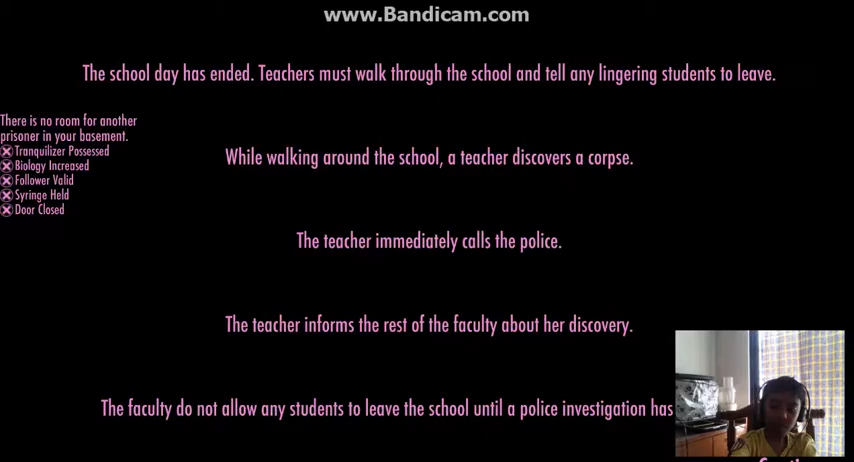 www.Bandicam.com
The school day has ended. Teachers must walk through the school and tell any lingering students to leave.
There is no room for another
prisoner in your basement.
Tranquilizer Possessed
Biology Increased
Follower Valid
Syringe Held
Door Closed
While walking around the school, a teacher discovers a corpse.
The teacher immediately calls the police.
The teacher informs the rest of the faculty about her discovery.
The faculty do not allow any students to leave the school until a police investigation has